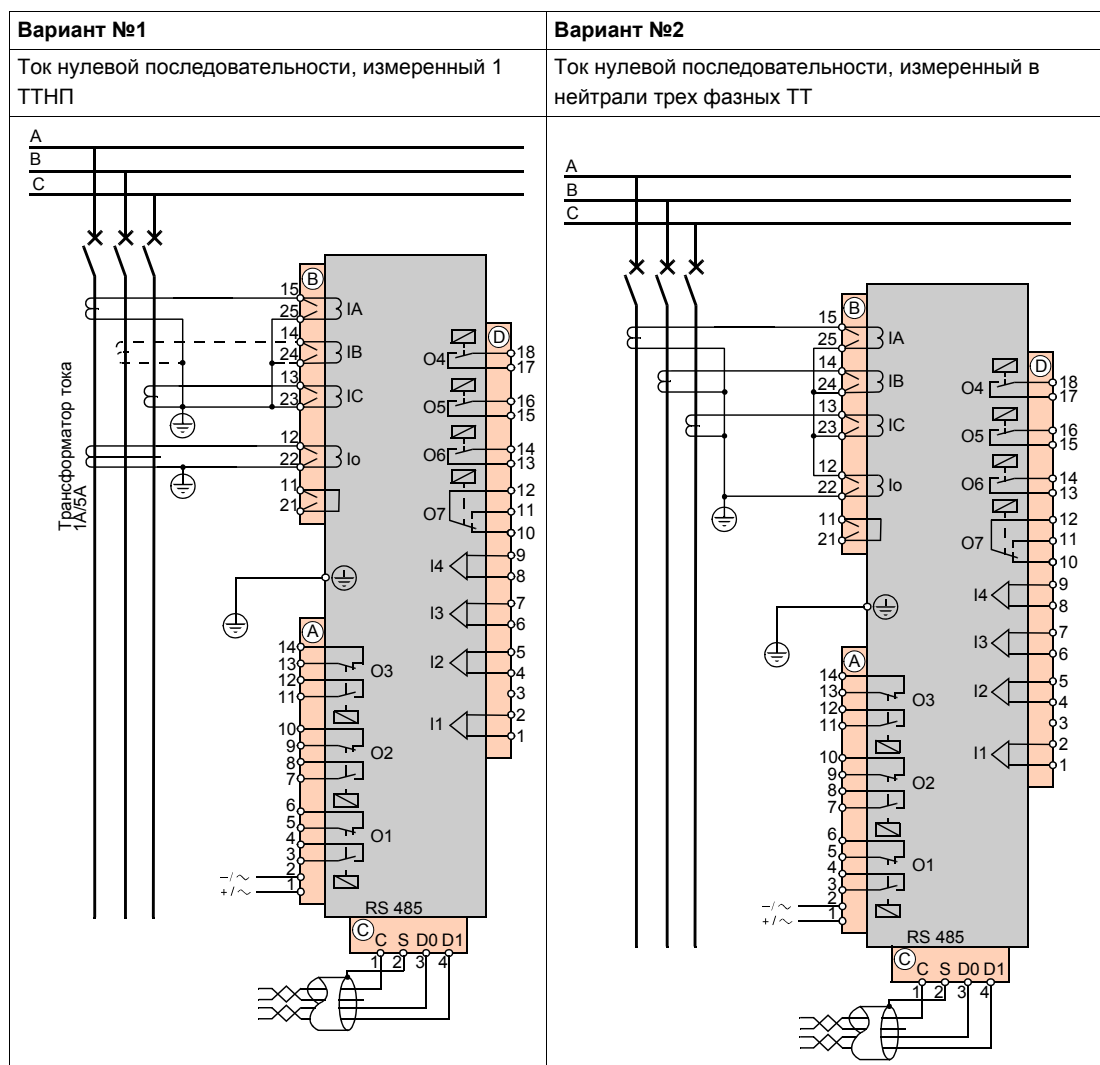 Вариант №1
Вариант №2
Ток нулевой последовательности, измеренный 1
ТТНП
Ток нулевой последовательности, измеренный в
нейтрали трех фазных ТТ
A
B
C
Трансформатор тока
1А/5А
B
15
25
14
24
13
23
12
22
11
21
IA
IB
IC
Io
D
O4
O5
O6
O7
I4
I3
I2
I1
18
17
16
15
14
13
12
11
10
9
8
7
6
5
4
3
2
1
A
14
13
12
11
10
9
8
7
6
5
4
3
2
1
O3
O2
O1
–/~
+/~
RS 485
C
C S D0 D1
1 2 3 4
A
B
C
B
15
25
14
24
13
23
12
22
11
21
IA
IB
IC
Io
D
O4
O5
O6
O7
I4
I3
I2
I1
18
17
16
15
14
13
12
11
10
9
8
7
6
5
4
3
2
1
A
14
13
12
11
10
9
8
7
6
5
4
3
2
1
O3
O2
O1
–/~
+/~
RS 485
C
C S D0 D1
1 2 3 4